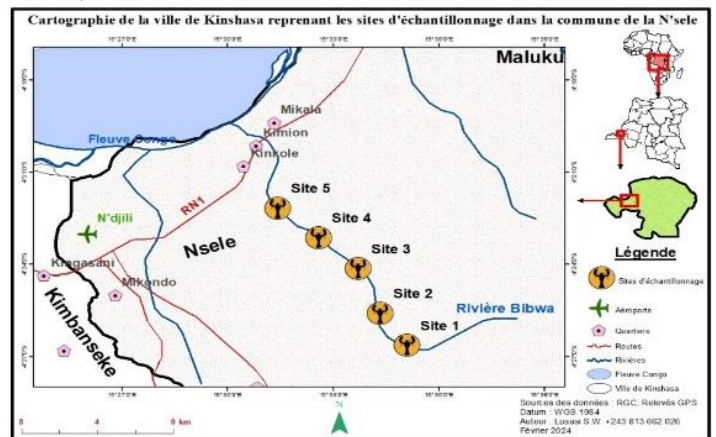 Cartographie de la ville de Kinshasa reprenant les sites d'échantillonnage dans la commune de la N'sele
Maluku
Mikala
Fleuve Congo
Kimion
Kinkole
Site 5
Site 4
N'djili
RN1
Nsele
Site 3
Kingasani
Mikondo
Site 2
Rivière Bibwa
Site 1
Kimbanseke
Légende
Sites d'échantillonnage
Aéroports
Quartiers
Routes
Rivières
Fleuve Congo
Ville de Kinshasa
Sources des données : RGC, Relevés GPS
Datum : WGS 1984
Auteur : Lusasi S.W. +243 813 662 026
Février 2024
0
8 km
N